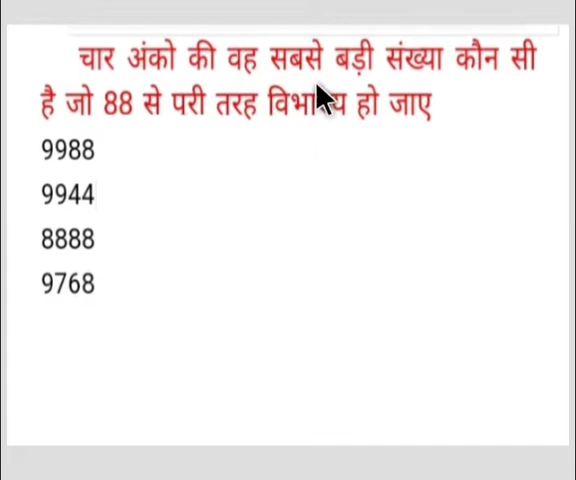 चार अंको की वह सबसे बड़ी संख्या कौन सी
है जो 88 से परी तरह हो जाए
9988
9944
8888
9768